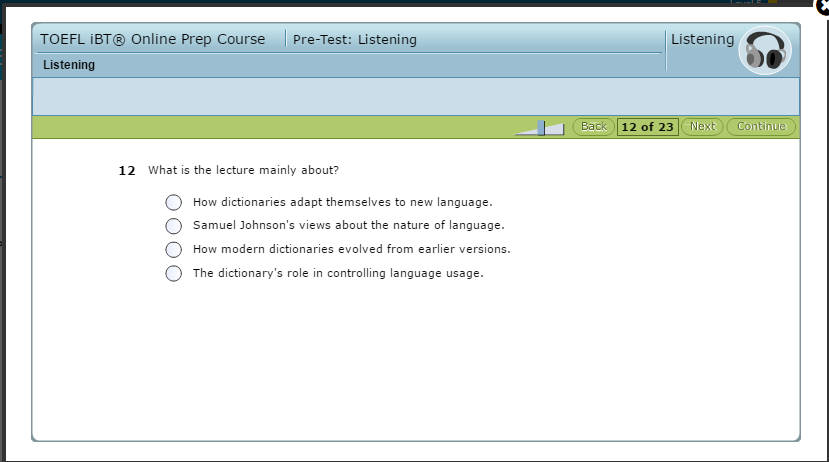 TOEFL iBT® Online Prep Course Pre-Test: Listening Listening
Listening
Back 12 of 23 Next Continue
12 What is the lecture mainly about?
How dictionaries adapt themselves to new language.
Samuel Johnson's views about the nature of language.
How modern dictionaries evolved from earlier versions.
The dictionary's role in controlling language usage.